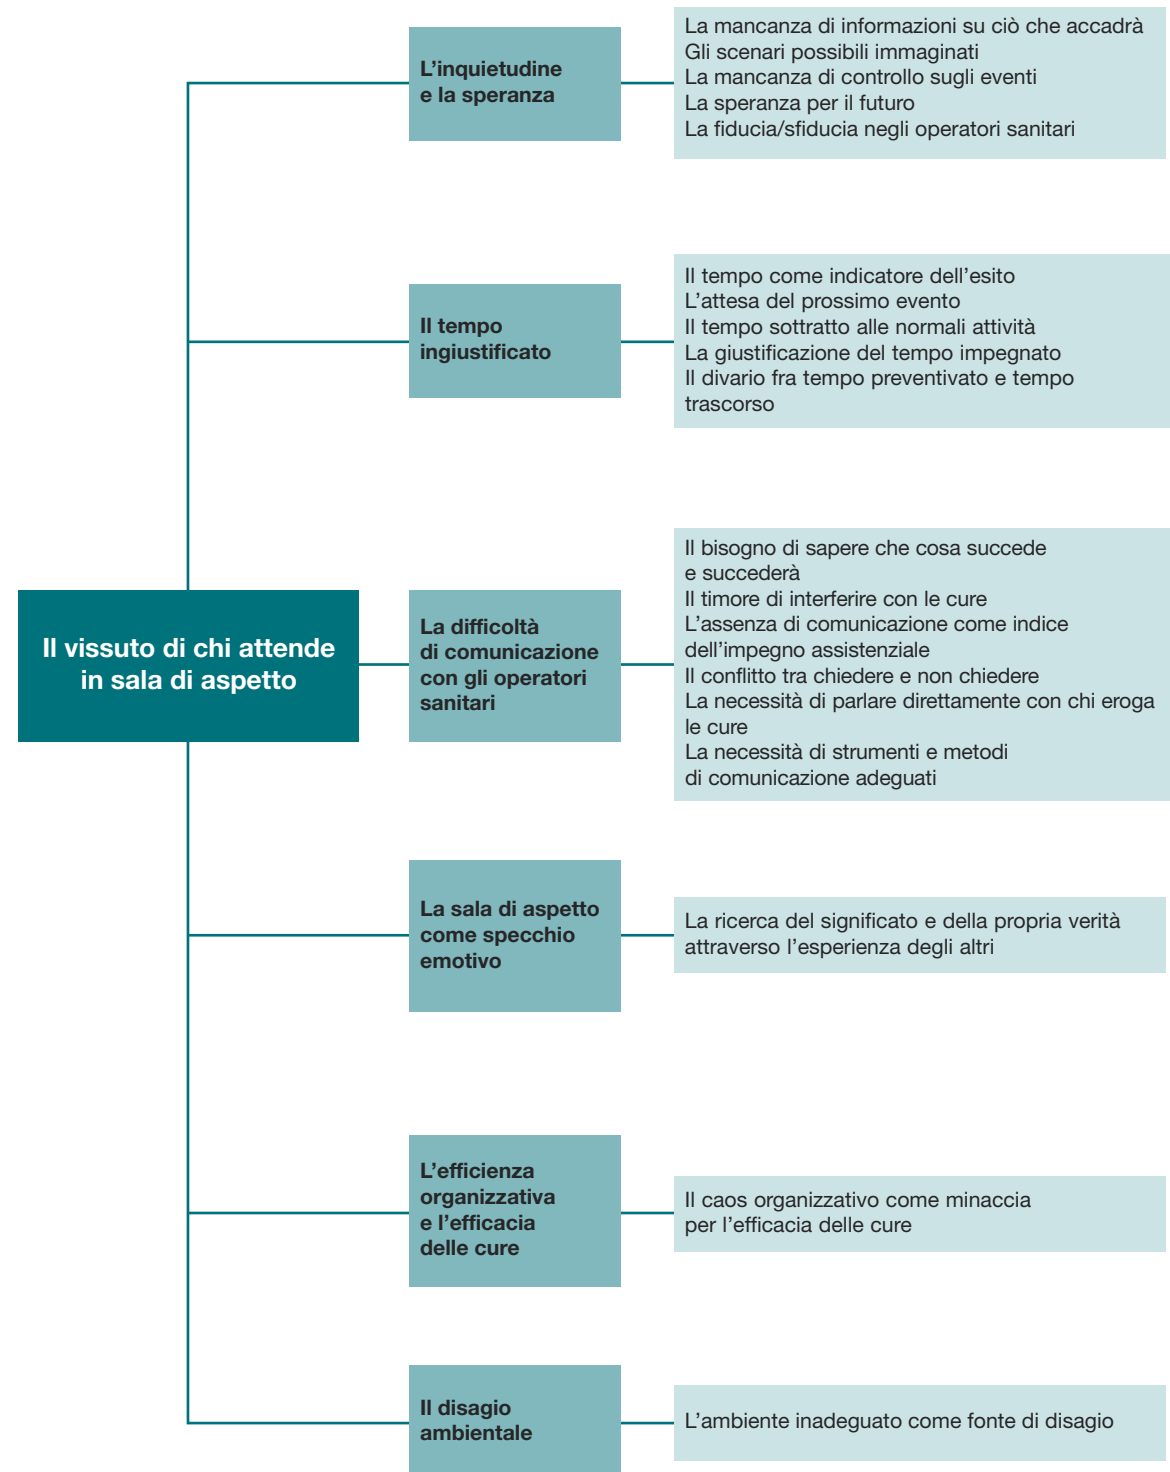 L’inquietudine
e la speranza
La mancanza di informazioni su ciò che accadrà
Gli scenari possibili immaginati
La mancanza di controllo sugli eventi
La speranza per il futuro
La fiducia/sfiducia negli operatori sanitari
Il tempo
ingiustificato
Il tempo come indicatore dell’esito
L’attesa del prossimo evento
Il tempo sottratto alle normali attività
La giustificazione del tempo impegnato
Il divario fra tempo preventivato e tempo
trascorso
Il vissuto di chi attende
in sala di aspetto
La difficoltà
di comunicazione
con gli operatori
sanitari
Il bisogno di sapere che cosa succede
e succederà
Il timore di interferire con le cure
L’assenza di comunicazione come indice
dell’impegno assistenziale
Il conflitto tra chiedere e non chiedere
La necessità di parlare direttamente con chi eroga
le cure
La necessità di strumenti e metodi
di comunicazione adeguati
La sala di aspetto
come specchio
emotivo
La ricerca del significato e della propria verità
attraverso l’esperienza degli altri
L’efficienza
organizzativa
e l’efficacia
delle cure
Il caos organizzativo come minaccia
per l’efficacia delle cure
Il disagio
ambientale
L’ambiente inadeguato come fonte di disagio